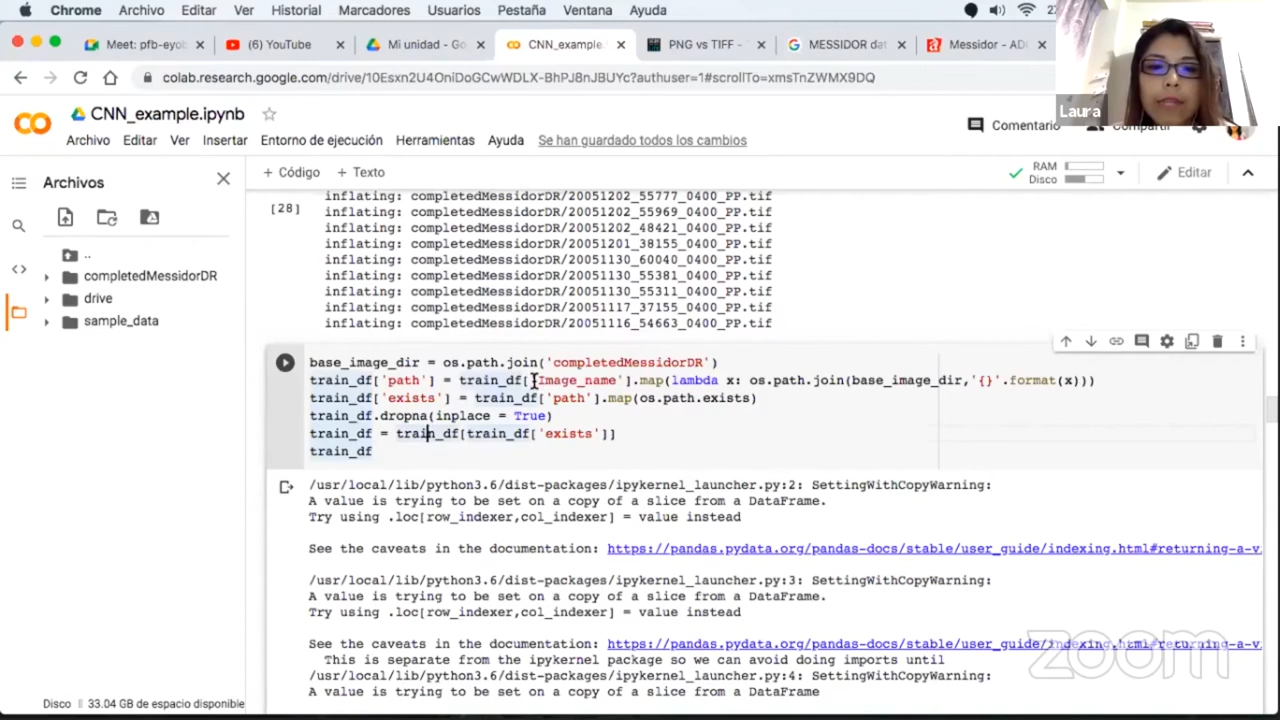 Chrome Archivo Editar Ver Historial Marcadores Usuarios Pestaña Ventana Ayuda
Meet: pfb-eyob
(6) YouTube
Mi unidad - Go
CNN_example.
PNG vs TIFF -
MESSIDOR dat
Messidor - AD
colab.research.google.com/drive/10Esxn2U4OniDoGCwWDLX-BhPJ8nJBUYc?authuser=1#scrollTo=xmsTnZWMX9DQ
Laura
CNN_example.ipynb
Comentario
Compartir
Archivo Editar Ver Insertar Entorno de ejecución Herramientas Ayuda Se han guardado todos los cambios
Archivos
+ Código + Texto
RAM
Disco
Editar
..
completedMessidorDR
drive
sample_data
[28]
inflating: completedMessidorDR/20051202_55777_0400_PP.tif
inflating: completedMessidorDR/20051202_55969_0400_PP.tif
inflating: completedMessidorDR/20051202_48421_0400_PP.tif
inflating: completedMessidorDR/20051201_38155_0400_PP.tif
inflating: completedMessidorDR/20051130_60040_0400_PP.tif
inflating: completedMessidorDR/20051130_55381_0400_PP.tif
inflating: completedMessidorDR/20051130_55311_0400_PP.tif
inflating: completedMessidorDR/20051117_37155_0400_PP.tif
inflating: completedMessidorDR/20051116_54663_0400_PP.tif
base_image_dir = os.path.join('completedMessidorDR')
train_df['path'] = train_df['Image_name'].map(lambda x: os.path.join(base_image_dir,'{}'.format(x)))
train_df['exists'] = train_df['path'].map(os.path.exists)
train_df.dropna(inplace = True)
train_df = train_df[train_df['exists']]
train_df
/usr/local/lib/python3.6/dist-packages/ipykernel_launcher.py:2: SettingWithCopyWarning:
A value is trying to be set on a copy of a slice from a DataFrame.
Try using .loc[row_indexer,col_indexer] = value instead
See the caveats in the documentation: https://pandas.pydata.org/pandas-docs/stable/user_guide/indexing.html#returning-a-v
/usr/local/lib/python3.6/dist-packages/ipykernel_launcher.py:3: SettingWithCopyWarning:
A value is trying to be set on a copy of a slice from a DataFrame.
Try using .loc[row_indexer,col_indexer] = value instead
See the caveats in the documentation: https://pandas.pydata.org/pandas-docs/stable/user_guide/indexing.html#returning-a-v
This is separate from the ipykernel package so we can avoid doing imports until
/usr/local/lib/python3.6/dist-packages/ipykernel_launcher.py:4: SettingWithCopyWarning:
A value is trying to be set on a copy of a slice from a DataFrame
Disco 33.04 GB de espacio disponible
zoom